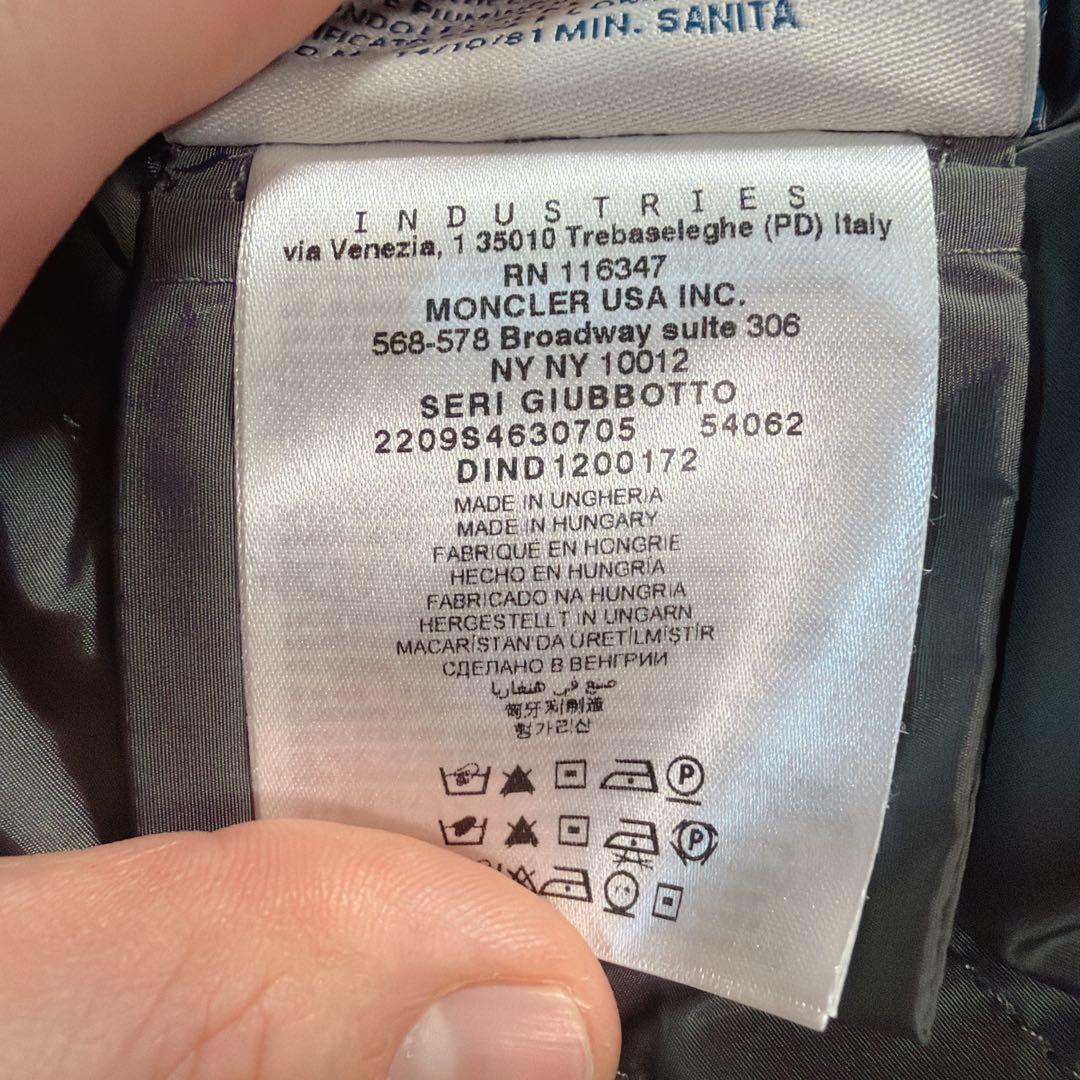 MIN. SANITÀ
INDUSTRIES
via Venezia, 1 35010 Trebaseleghe (PD) Italy
RN 116347
MONCLER USA INC.
568-578 Broadway suite 306
NY NY 10012
SERI GIUBBOTTO
2209S4630705 54062
DIND1200172
MADE IN UNGHERIA
MADE IN HUNGARY
FABRIQUÉ EN HONGRIE
HECHO EN HUNGRIA
FABRICADO NA HUNGRIA
HERGESTELLT IN UNGARN
MACARİSTAN'DA ÜRETİLMİŞTİR
СДЕЛАНО В ВЕНГРИИ
صنع في هنغاريا
匈牙利制造
헝가리산
P
P